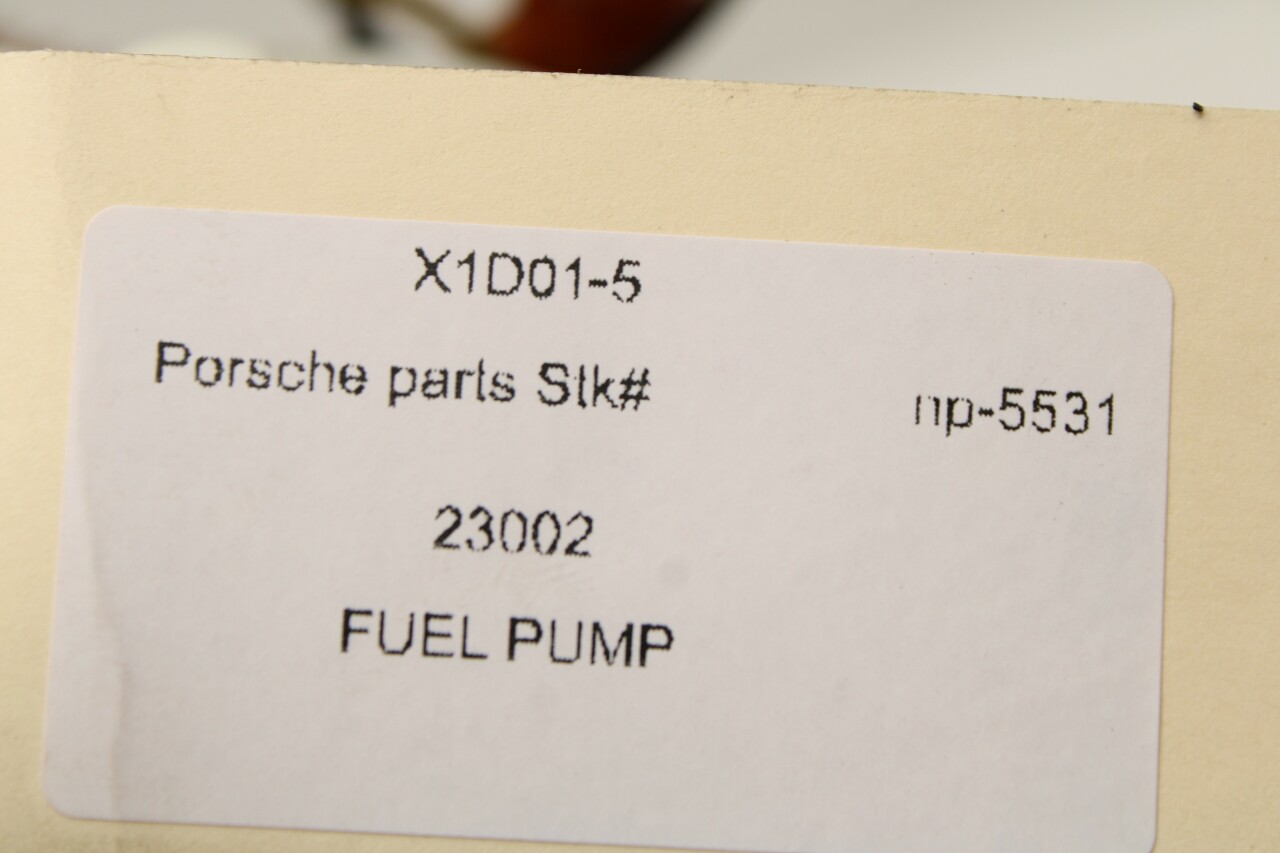 X1D01-5
Porsche parts Stk# np-5531
23002
FUEL PUMP